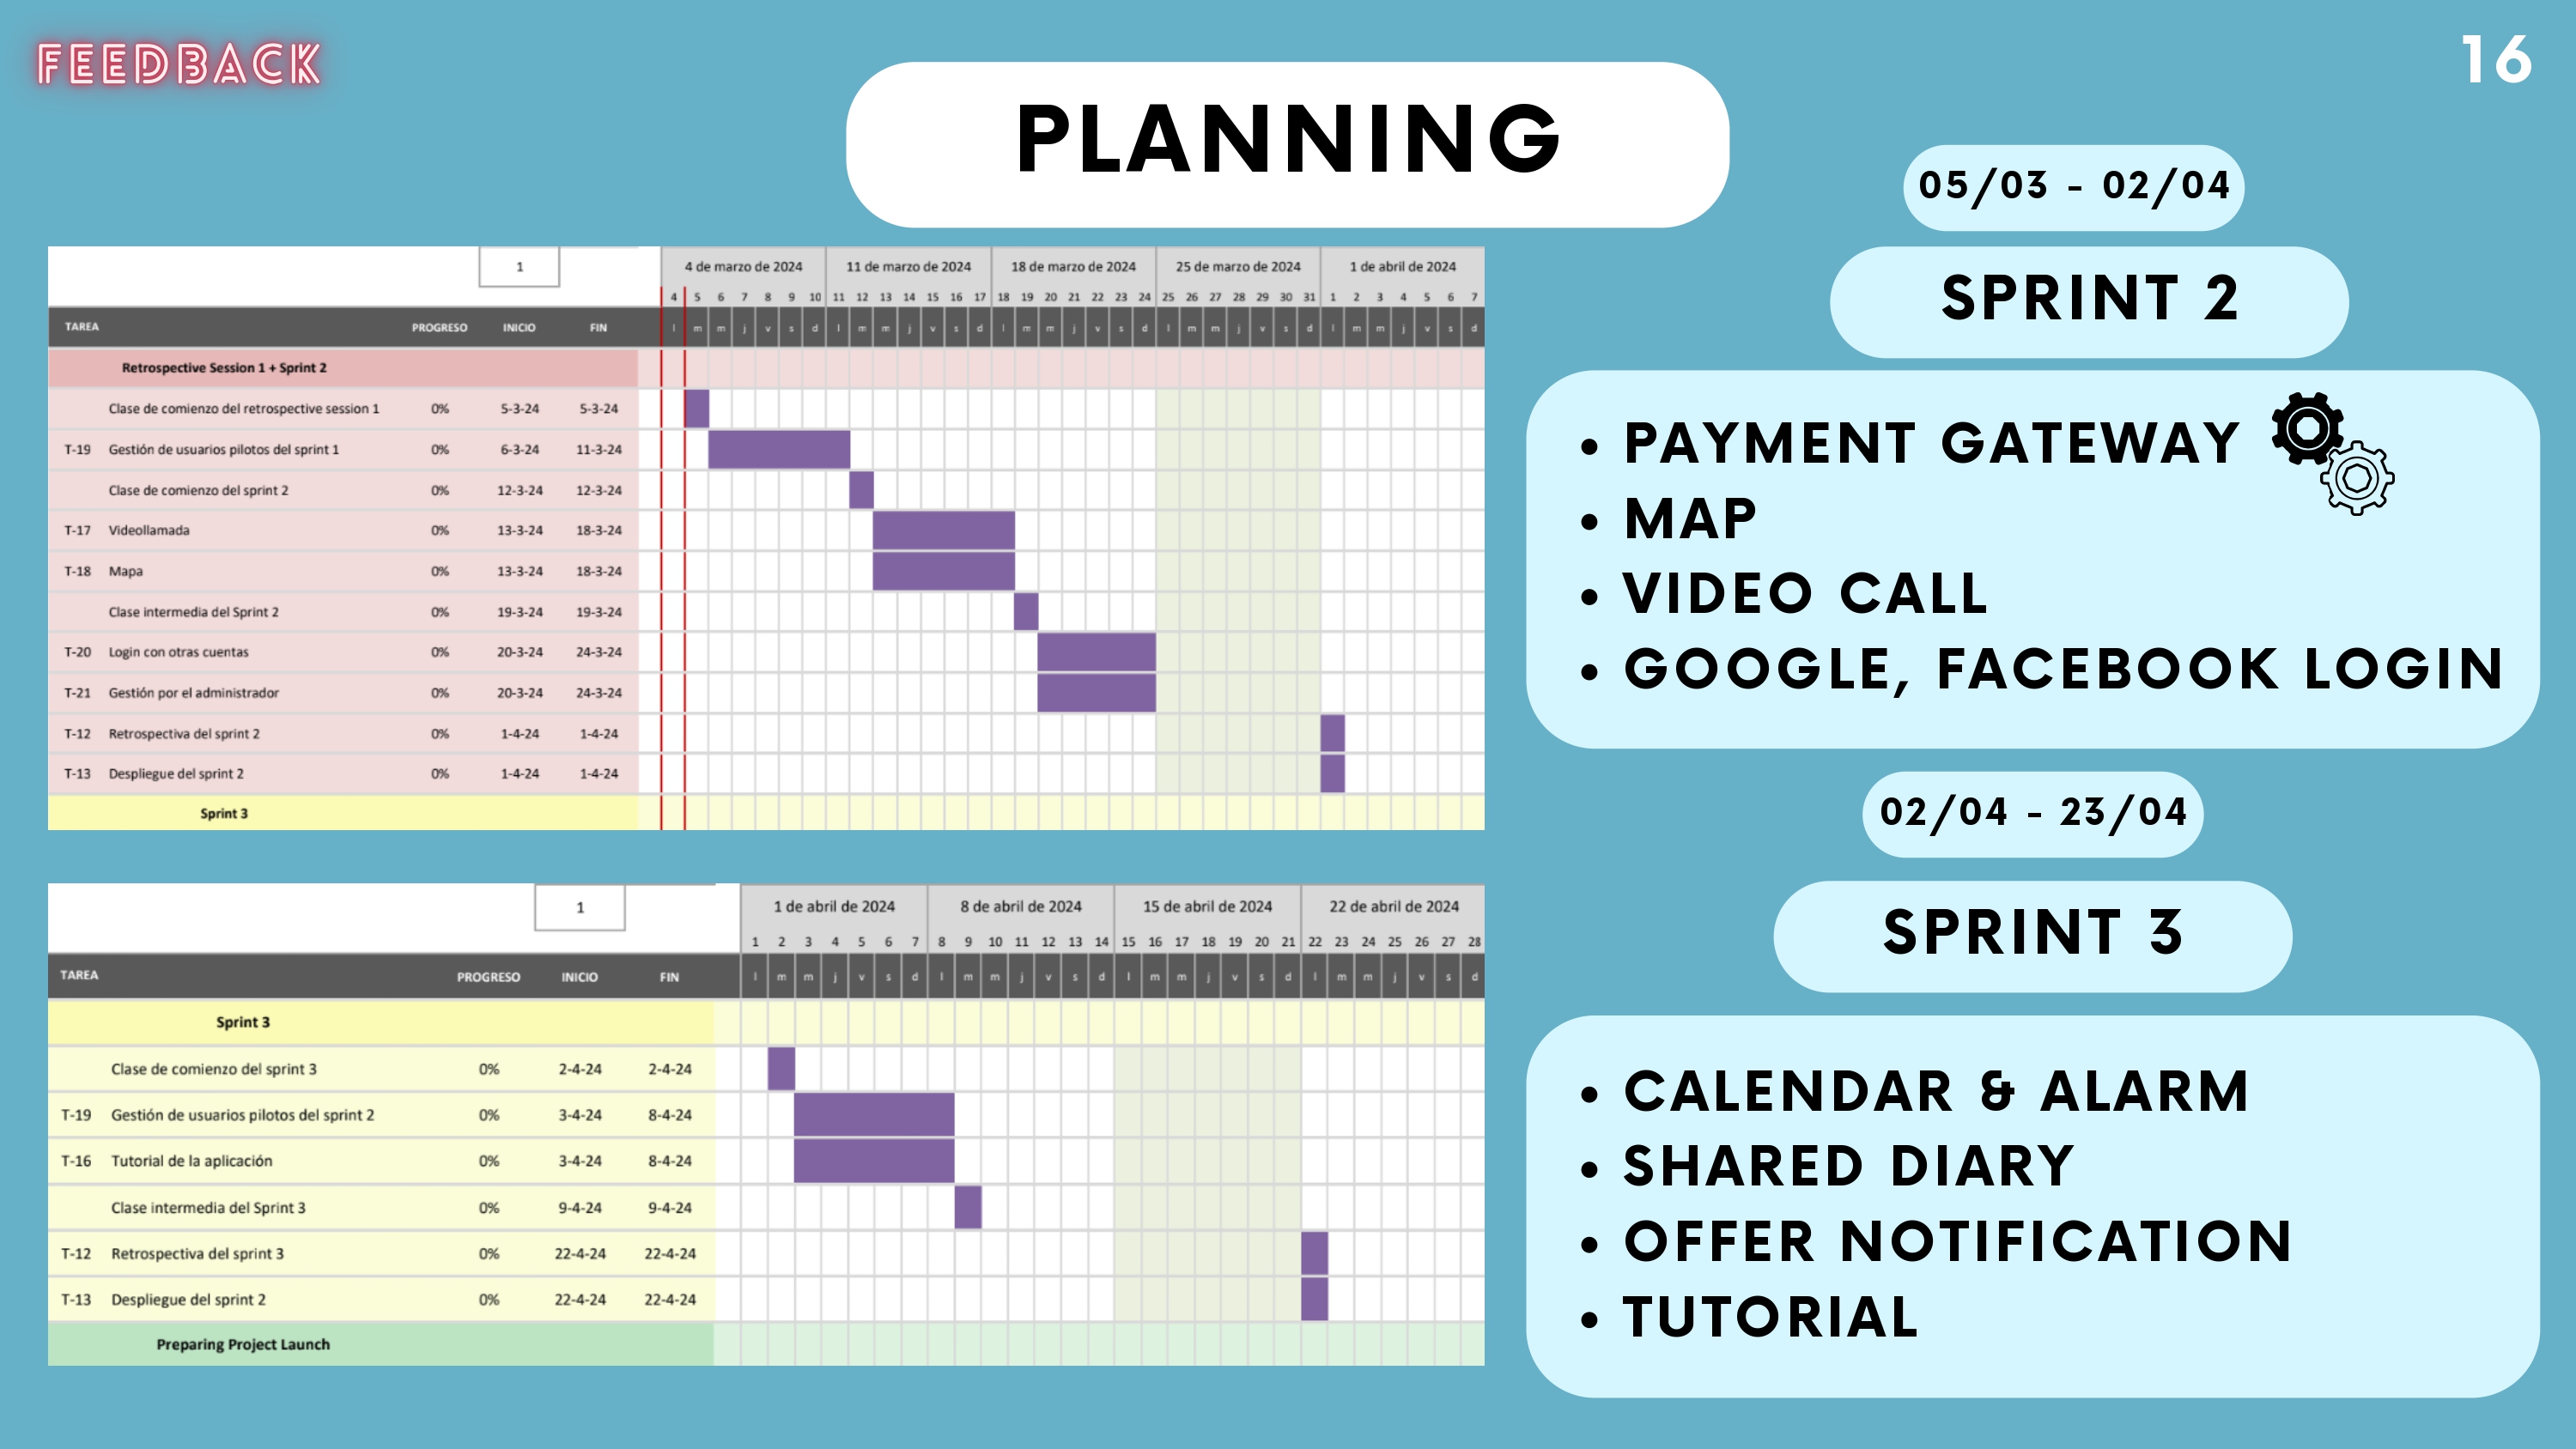 FEEDBACK
16
PLANNING
1
4 de marzo de 2024 11 de marzo de 2024 18 de marzo de 2024 25 de marzo de 2024 1 de abril de 2024
4 5 6 7 8 9 10 11 12 13 14 15 16 17 18 19 20 21 22 23 24 25 26 27 28 29 30 31 1 2 3 4 5 6 7
TAREA PROGRESO INICIO FIN l m m j v s d l m m j v s d l m m j v s d l m m j v s d l m m j v s d
Retrospective Session 1 + Sprint 2
Clase de comienzo del retrospective session 1 0% 5-3-24 5-3-24
T-19 Gestión de usuarios pilotos del sprint 1 0% 6-3-24 11-3-24
Clase de comienzo del sprint 2 0% 12-3-24 12-3-24
T-17 Videollamada 0% 13-3-24 18-3-24
T-18 Mapa 0% 13-3-24 18-3-24
Clase intermedia del Sprint 2 0% 19-3-24 19-3-24
T-20 Login con otras cuentas 0% 20-3-24 24-3-24
T-21 Gestión por el administrador 0% 20-3-24 24-3-24
T-12 Retrospectiva del sprint 2 0% 1-4-24 1-4-24
T-13 Despliegue del sprint 2 0% 1-4-24 1-4-24
Sprint 3
1
1 de abril de 2024 8 de abril de 2024 15 de abril de 2024 22 de abril de 2024
1 2 3 4 5 6 7 8 9 10 11 12 13 14 15 16 17 18 19 20 21 22 23 24 25 26 27 28
TAREA PROGRESO INICIO FIN l m m j v s d l m m j v s d l m m j v s d l m m j v s d
Sprint 3
Clase de comienzo del sprint 3 0% 2-4-24 2-4-24
T-19 Gestión de usuarios pilotos del sprint 2 0% 3-4-24 8-4-24
T-16 Tutorial de la aplicación 0% 3-4-24 8-4-24
Clase intermedia del Sprint 3 0% 9-4-24 9-4-24
T-12 Retrospectiva del sprint 3 0% 22-4-24 22-4-24
T-13 Despliegue del sprint 2 0% 22-4-24 22-4-24
Preparing Project Launch
05/03 - 02/04
SPRINT 2
• PAYMENT GATEWAY
• MAP
• VIDEO CALL
• GOOGLE, FACEBOOK LOGIN
02/04 - 23/04
SPRINT 3
• CALENDAR & ALARM
• SHARED DIARY
• OFFER NOTIFICATION
• TUTORIAL